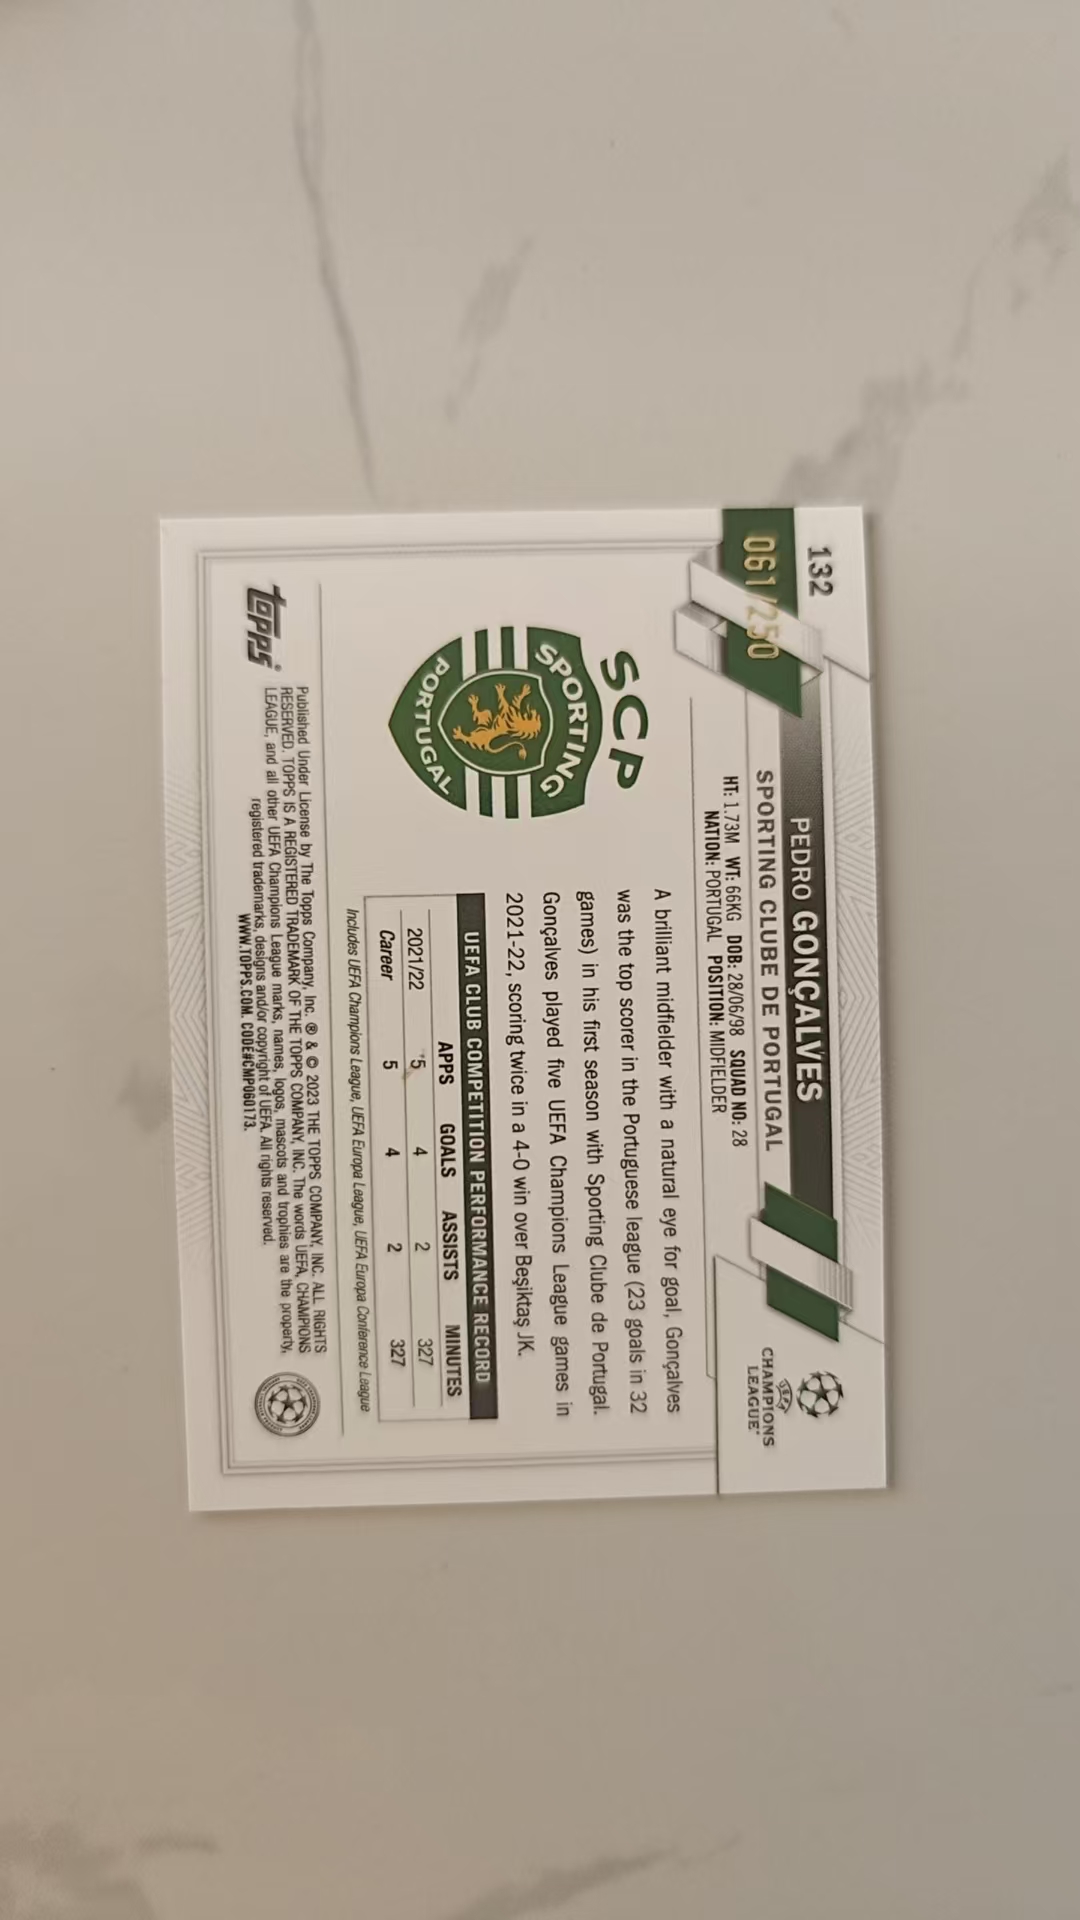 132
PEDRO GONÇALVES
061/250
SPORTING CLUBE DE PORTUGAL
HT: 1.73M WT: 66KG DOB: 28/06/98 SQUAD NO: 28
NATION: PORTUGAL POSITION: MIDFIELDER
CHAMPIONS
LEAGUE
SCP
SPORTING
PORTUGAL
A brilliant midfielder with a natural eye for goal, Gonçalves
was the top scorer in the Portuguese league (23 goals in 32
games) in his first season with Sporting Clube de Portugal.
Gonçalves played five UEFA Champions League games in
2021-22, scoring twice in a 4-0 win over Beşiktaş JK.
UEFA CLUB COMPETITION PERFORMANCE RECORD
APPS GOALS ASSISTS MINUTES
2021/22 5 4 2 327
Career 5 4 2 327
Includes UEFA Champions League, UEFA Europa League, UEFA Europa Conference League
topps
Published Under License by The Topps Company, Inc. ® & © 2023 THE TOPPS COMPANY, INC. ALL RIGHTS
RESERVED. TOPPS IS A REGISTERED TRADEMARK OF THE TOPPS COMPANY, INC. The words UEFA, CHAMPIONS
LEAGUE, and all other UEFA Champions League marks, names, logos, mascots and trophies are the property,
registered trademarks, designs and/or copyright of UEFA. All rights reserved.
WWW.TOPPS.COM. CODE#CMP060173.